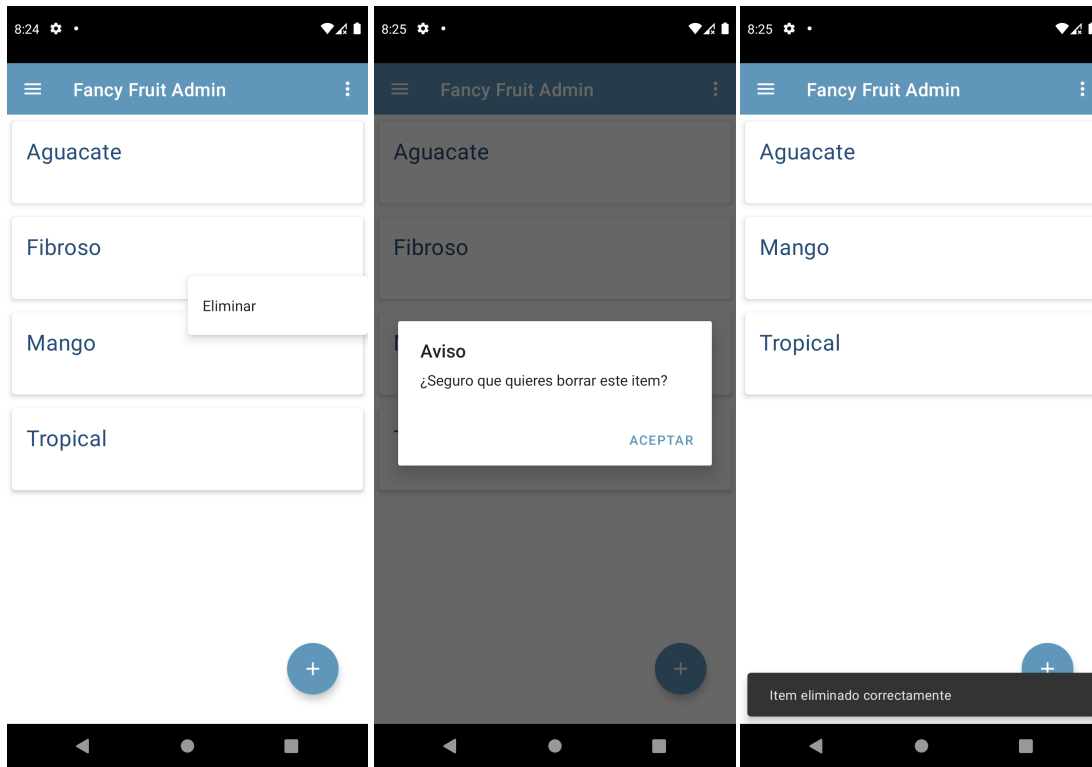 8:24
Fancy Fruit Admin
Aguacate
Fibroso
Eliminar
Mango
Tropical
8:25
Fancy Fruit Admin
Aguacate
Fibroso
Aviso
¿Seguro que quieres borrar este item?
ACEPTAR
8:25
Fancy Fruit Admin
Aguacate
Mango
Tropical
Item eliminado correctamente